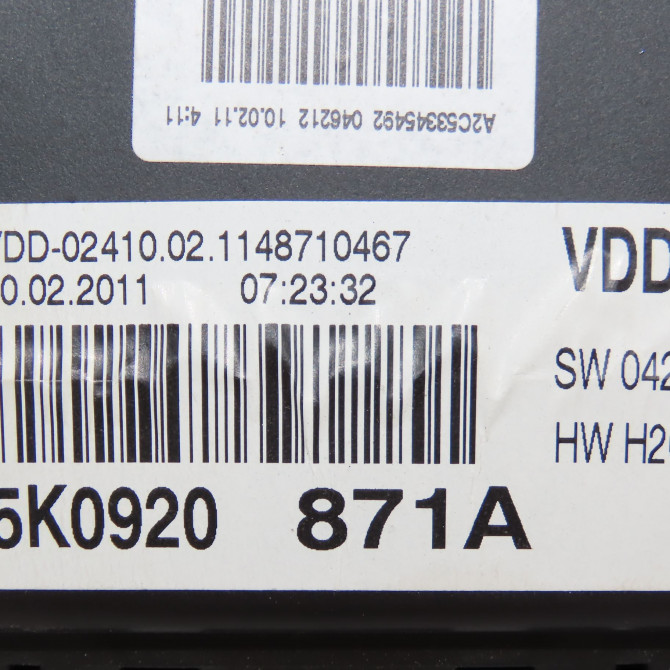 A2C53345492 046212 10.02.11 4:11
VDD-02410.02.1148710467
0.02.2011 07:23:32
VDD
SW 042
HW H2
5K0920 871A